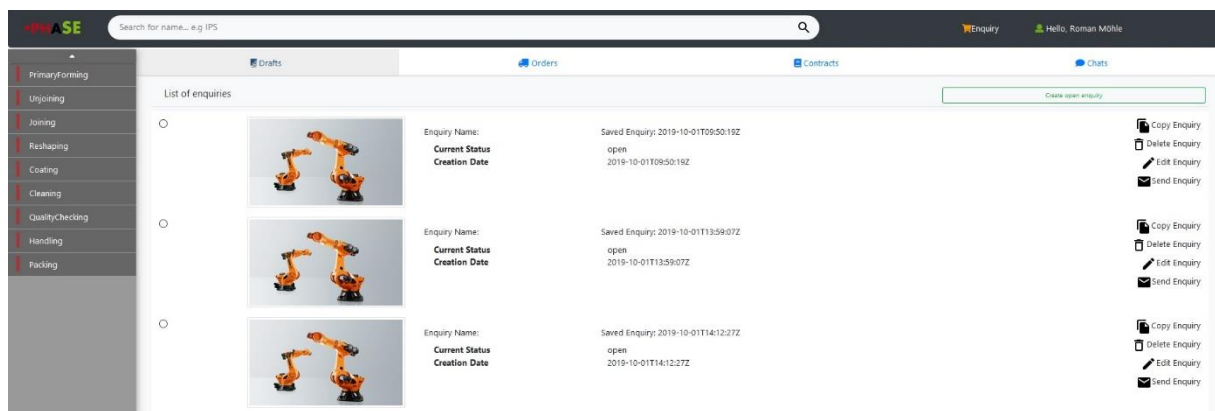 ePHASE
Search for name... e.g IPS
Enquiry
Hello, Roman Möhle
PrimaryForming
Unjoining
Joining
Reshaping
Coating
Cleaning
QualityChecking
Handling
Packing
Drafts
Orders
Contracts
Chats
List of enquiries
Create open enquiry
Enquiry Name: Saved Enquiry: 2019-10-01T09:50:19Z
Current Status open
Creation Date 2019-10-01T09:50:19Z
Copy Enquiry
Delete Enquiry
Edit Enquiry
Send Enquiry
Enquiry Name: Saved Enquiry: 2019-10-01T13:59:07Z
Current Status open
Creation Date 2019-10-01T13:59:07Z
Copy Enquiry
Delete Enquiry
Edit Enquiry
Send Enquiry
Enquiry Name: Saved Enquiry: 2019-10-01T14:12:27Z
Current Status open
Creation Date 2019-10-01T14:12:27Z
Copy Enquiry
Delete Enquiry
Edit Enquiry
Send Enquiry